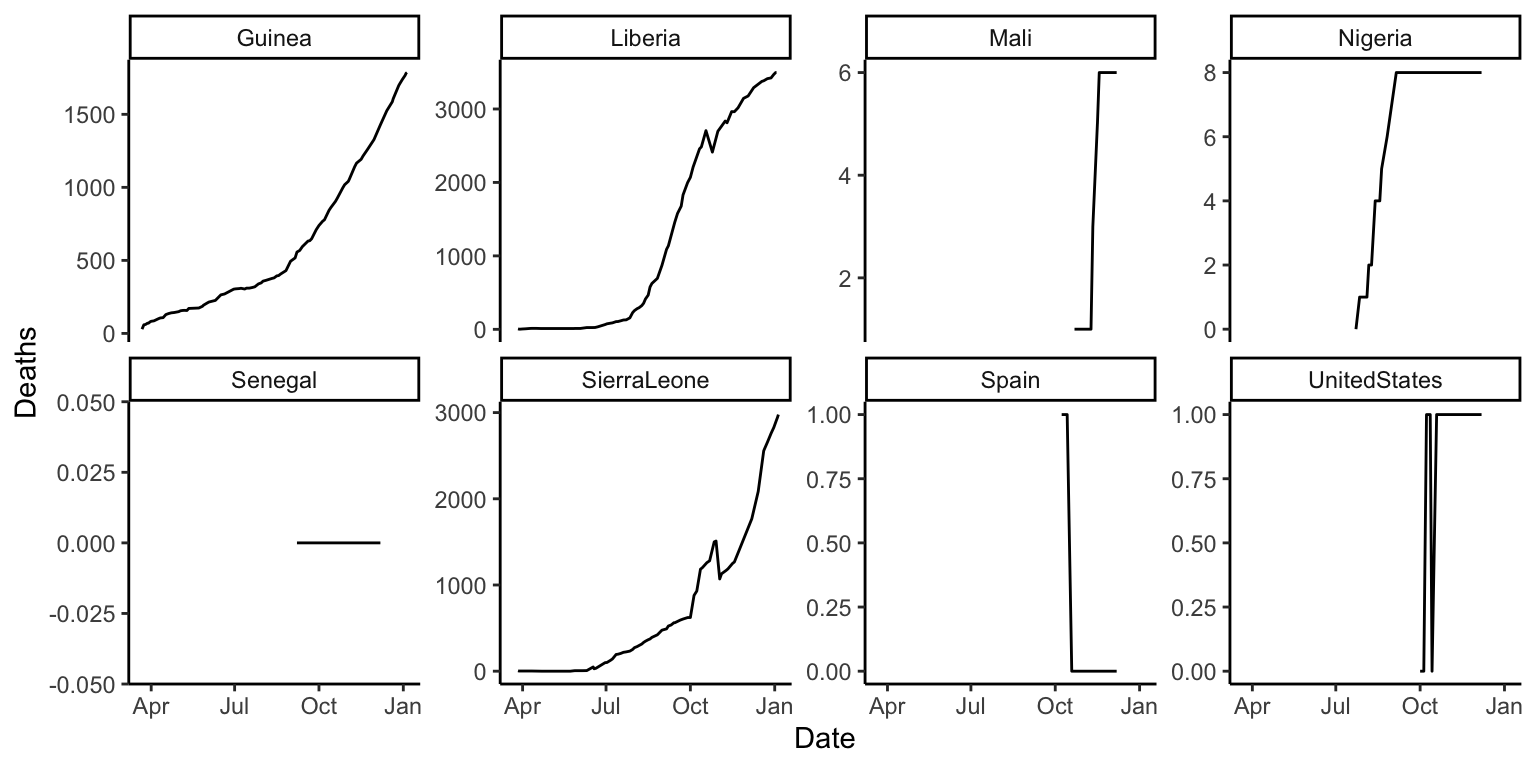 Guinea Liberia Mali Nigeria
1500 1000 500 0
3000 2000 1000 0
6 4 2
8 6 4 2 0
Deaths
Senegal SierraLeone Spain UnitedStates
0.050 0.025 0.000 -0.025 -0.050
3000 2000 1000 0
1.00 0.75 0.50 0.25 0.00
1.00 0.75 0.50 0.25 0.00
Apr Jul Oct Jan Apr Jul Oct Jan Apr Jul Oct Jan Apr Jul Oct Jan
Date